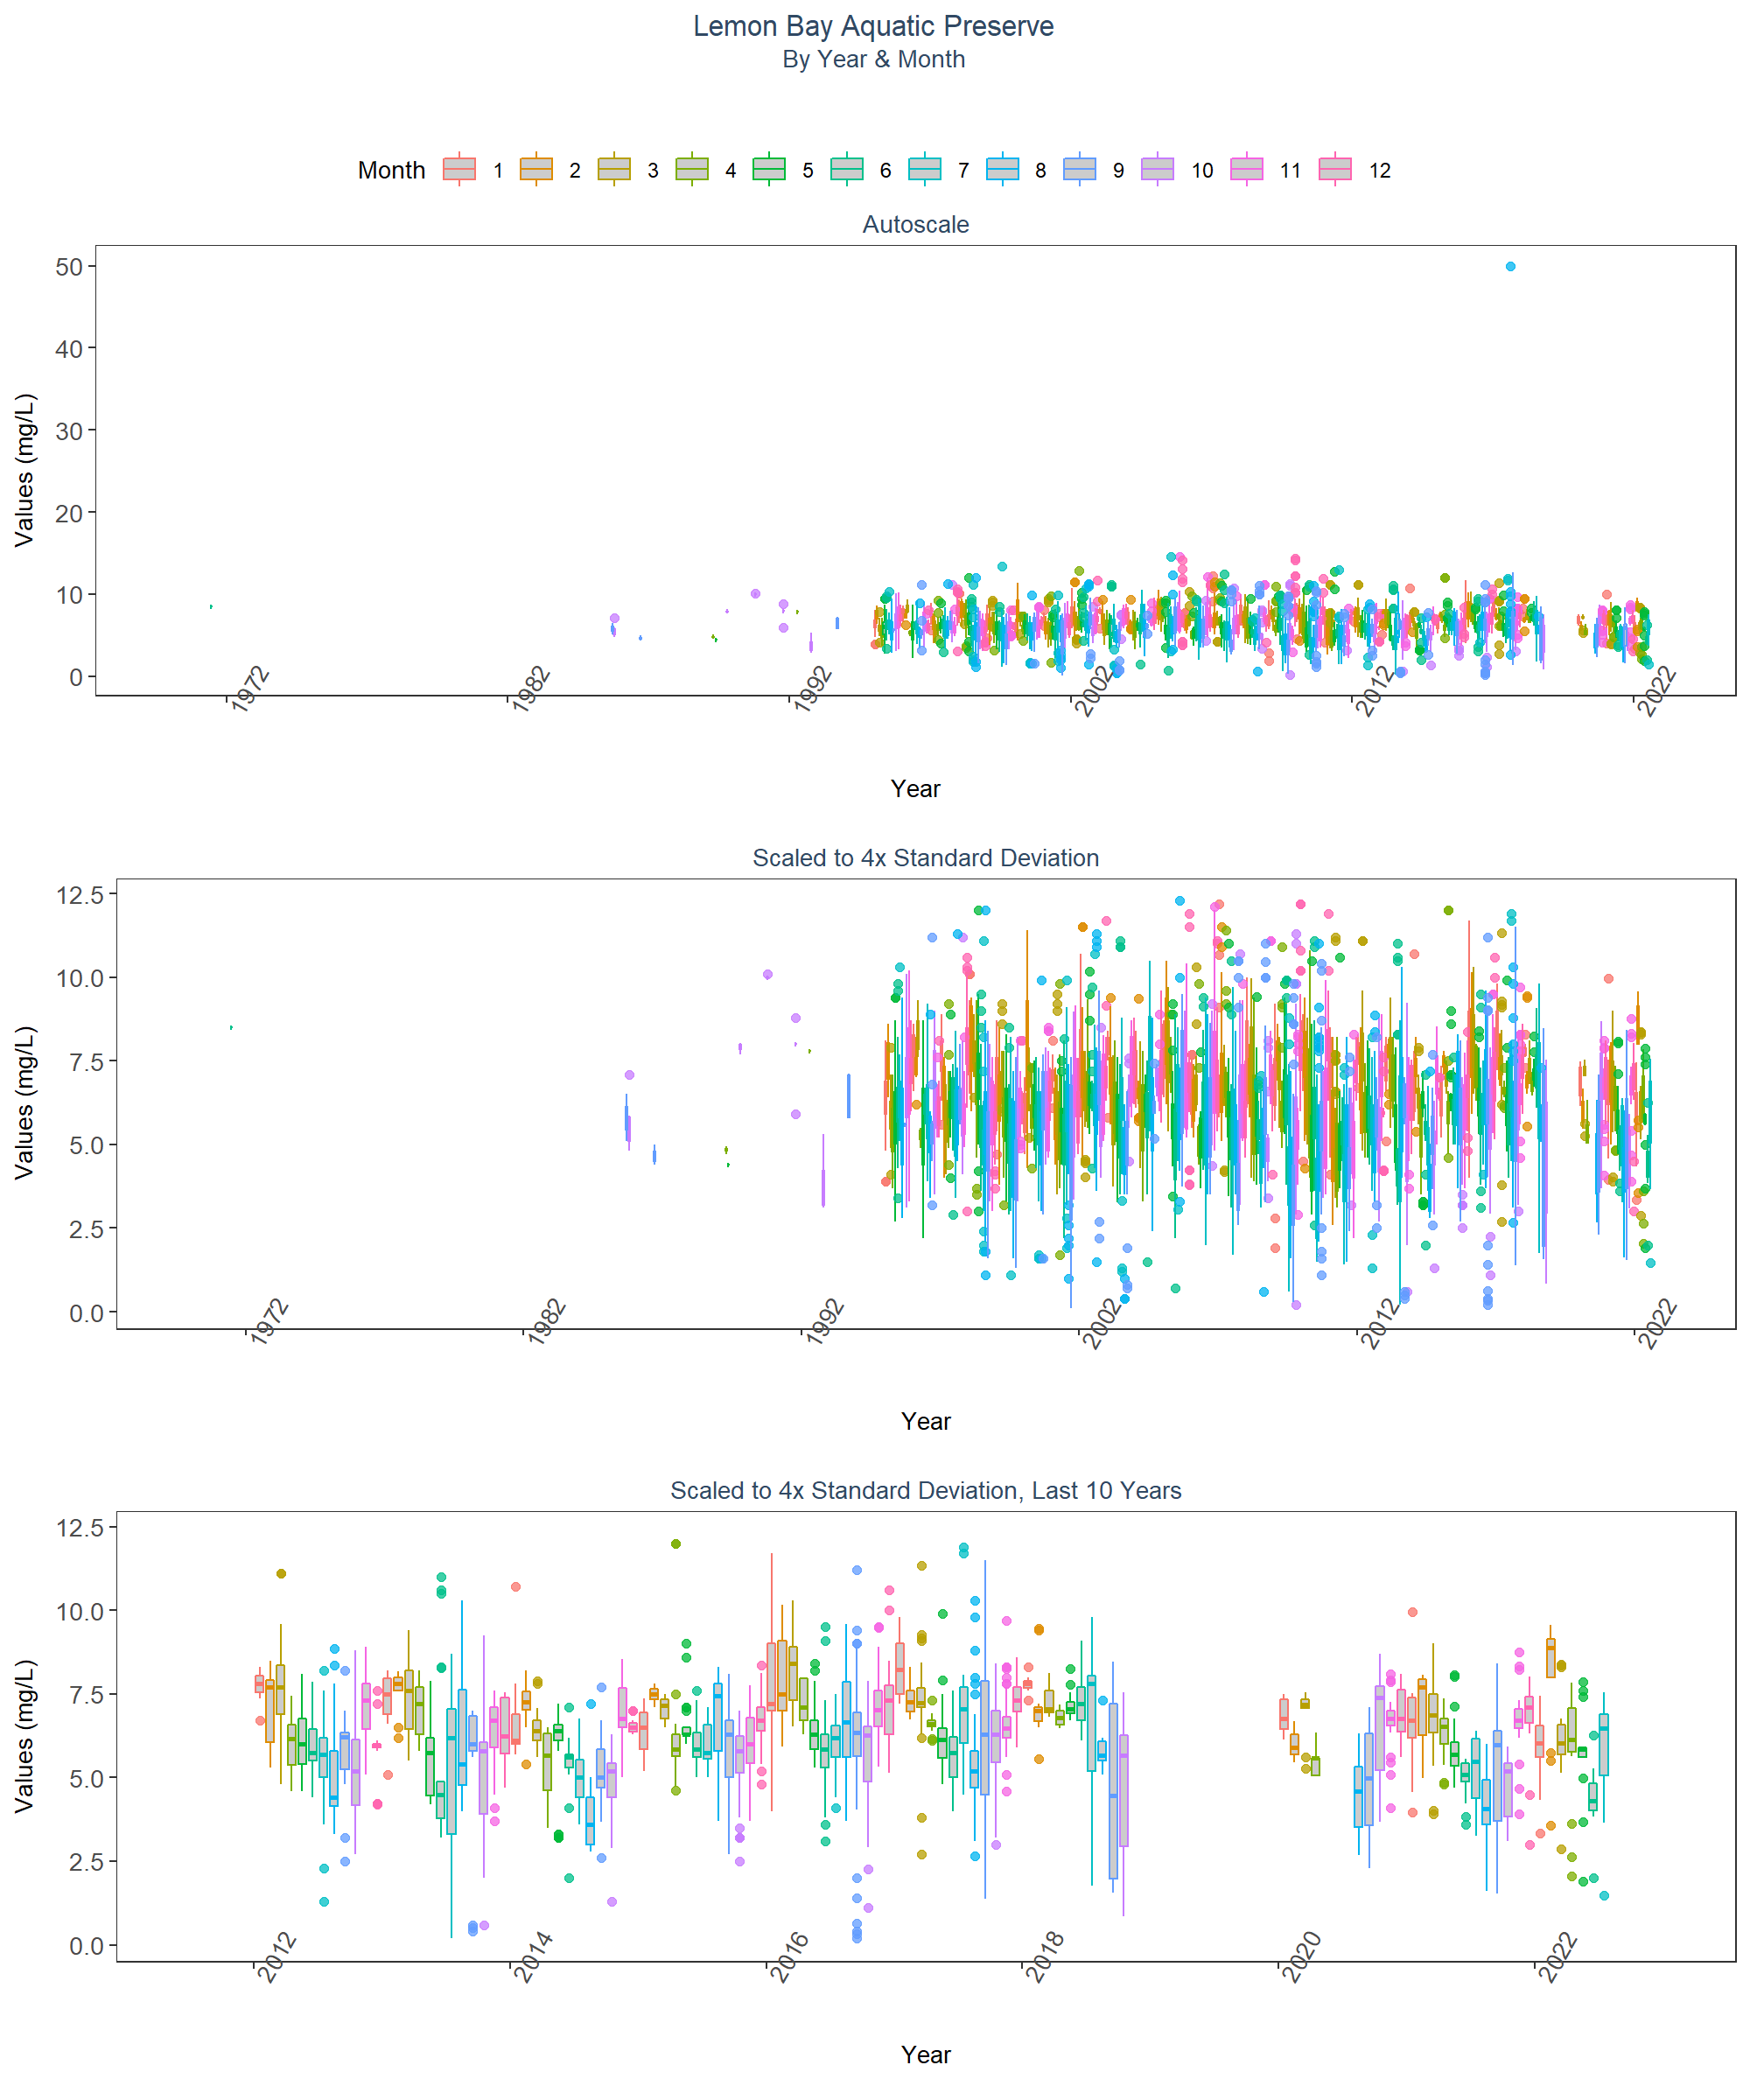 Lemon Bay Aquatic Preserve
By Year & Month
Month 1 2 3 4 5 6 7 8 9 10 11 12
Autoscale
Values (mg/L)
50
40
30
20
10
0
1972 1982 1992 2002 2012 2022
Year
Scaled to 4x Standard Deviation
Values (mg/L)
12.5
10.0
7.5
5.0
2.5
0.0
1972 1982 1992 2002 2012 2022
Year
Scaled to 4x Standard Deviation, Last 10 Years
Values (mg/L)
12.5
10.0
7.5
5.0
2.5
0.0
2012 2014 2016 2018 2020 2022
Year